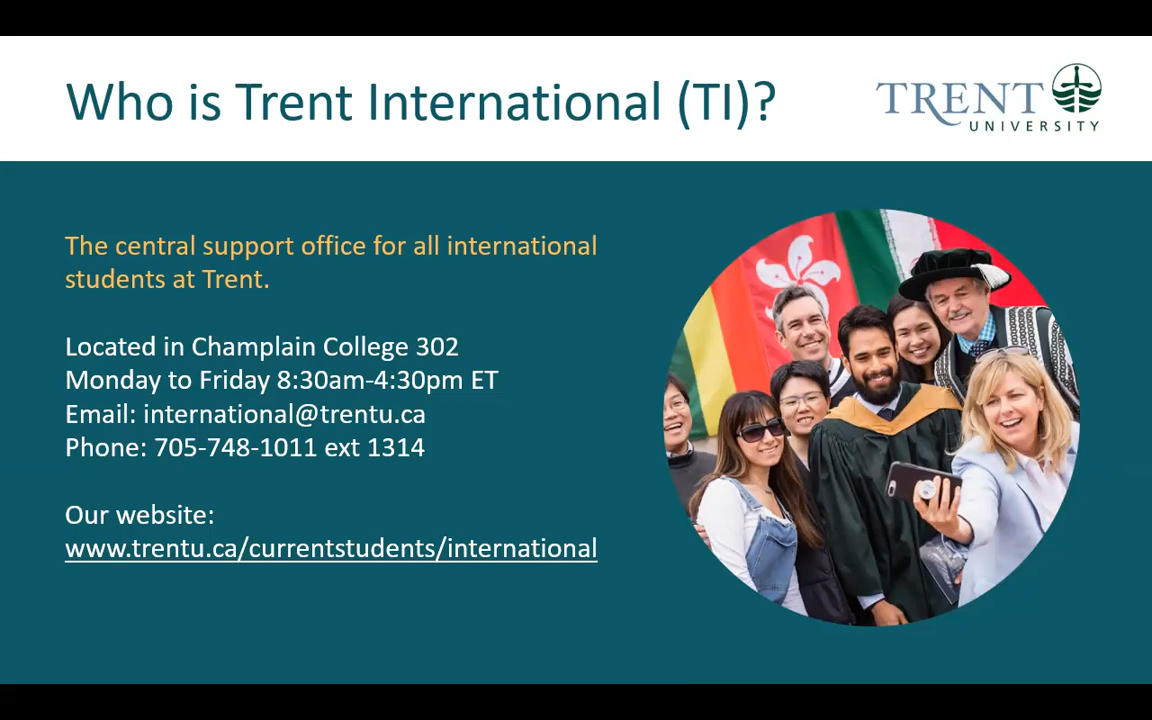 Who is Trent International (TI)?
TRENT
UNIVERSITY
The central support office for all international
students at Trent.
Located in Champlain College 302
Monday to Friday 8:30am-4:30pm ET
Email: international@trentu.ca
Phone: 705-748-1011 ext 1314
Our website:
www.trentu.ca/currentstudents/international